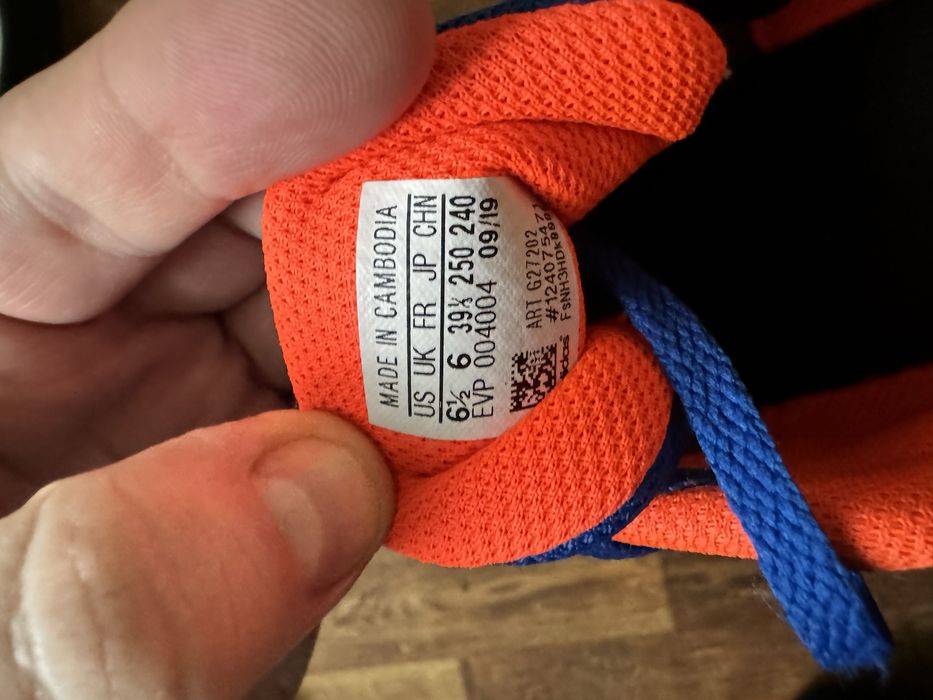 MADE IN CAMBODIA
US UK FR JP CHN
6½ 6 39⅓ 250 240
EVP 004004 09/19
ART G27202